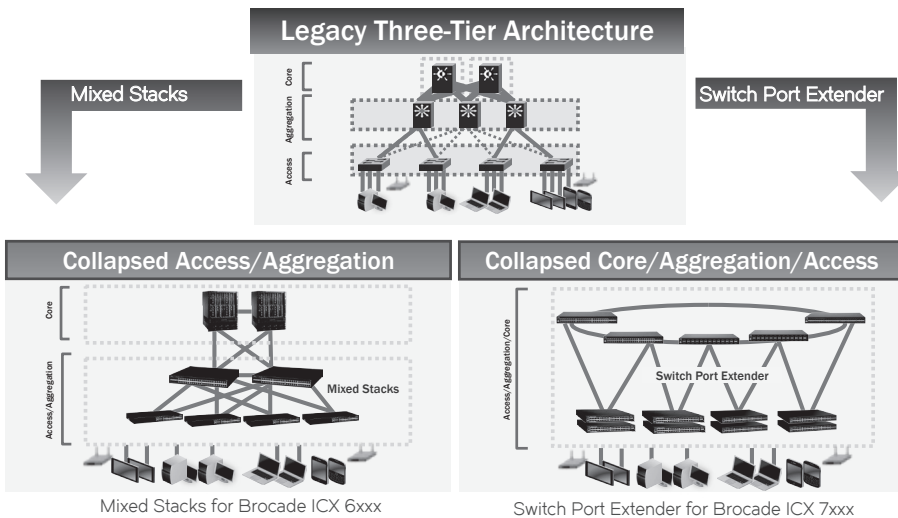 Legacy Three-Tier Architecture
Mixed Stacks
Switch Port Extender
Core
Aggregation
Access
Collapsed Access/Aggregation
Core
Access/Aggregation
Mixed Stacks
Mixed Stacks for Brocade ICX 6xxx
Collapsed Core/Aggregation/Access
Access/Aggregation/Core
Switch Port Extender
Switch Port Extender for Brocade ICX 7xxx